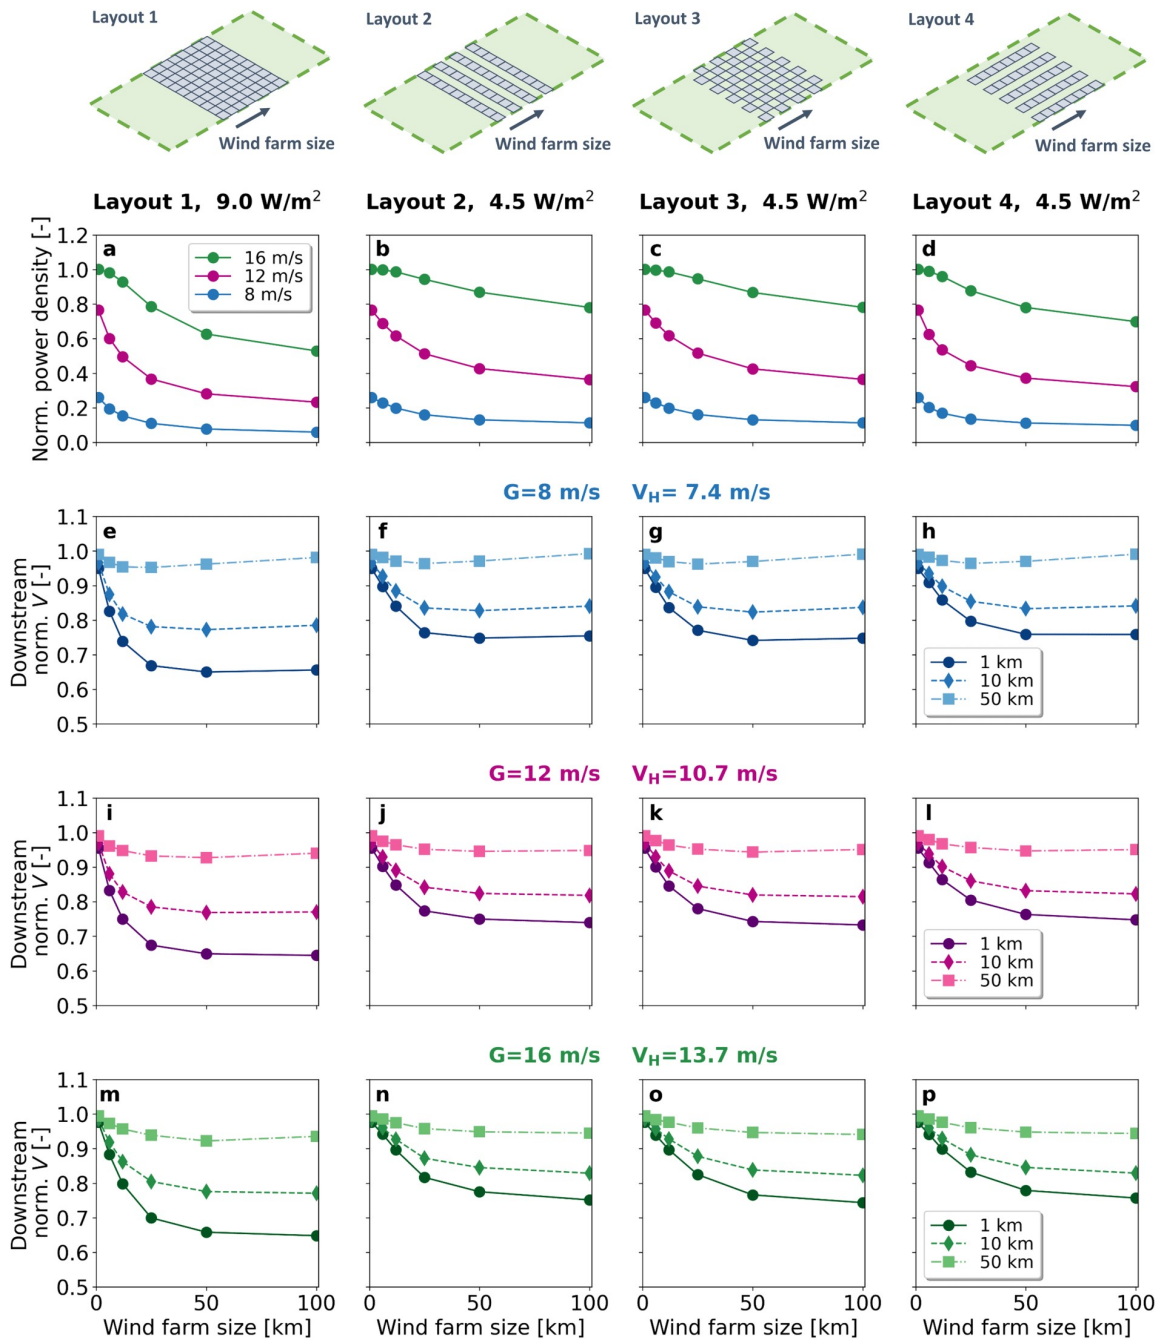 Layout 1
Layout 2
Layout 3
Layout 4
Wind farm size
Wind farm size
Wind farm size
Wind farm size
Layout 1, 9.0 W/m²
Layout 2, 4.5 W/m²
Layout 3, 4.5 W/m²
Layout 4, 4.5 W/m²
Norm. power density [-]
1.2
1.0
0.8
0.6
0.4
0.2
0.0
a
16 m/s
12 m/s
8 m/s
b
c
d
G=8 m/s V_H= 7.4 m/s
Downstream
norm. V [-]
1.1
1.0
0.9
0.8
0.7
0.6
0.5
e
f
g
h
1 km
10 km
50 km
G=12 m/s V_H=10.7 m/s
Downstream
norm. V [-]
1.1
1.0
0.9
0.8
0.7
0.6
0.5
i
j
k
l
1 km
10 km
50 km
G=16 m/s V_H=13.7 m/s
Downstream
norm. V [-]
1.1
1.0
0.9
0.8
0.7
0.6
0.5
m
n
o
p
1 km
10 km
50 km
0 50 100
0 50 100
0 50 100
0 50 100
Wind farm size [km]
Wind farm size [km]
Wind farm size [km]
Wind farm size [km]